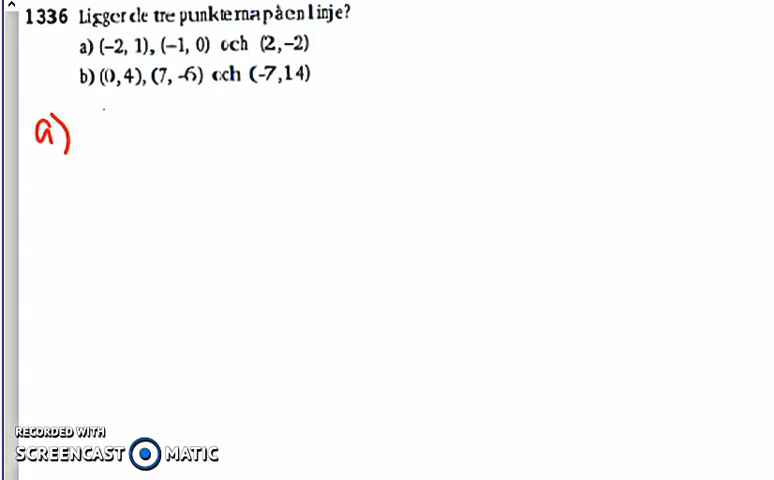 1336 Ligger de tre punkterna på en linje?
a) (−2, 1), (−1, 0) och (2,−2)
b) (0,4), (7, -6) och (-7,14)
a)
RECORDED WITH
SCREENCAST MATIC